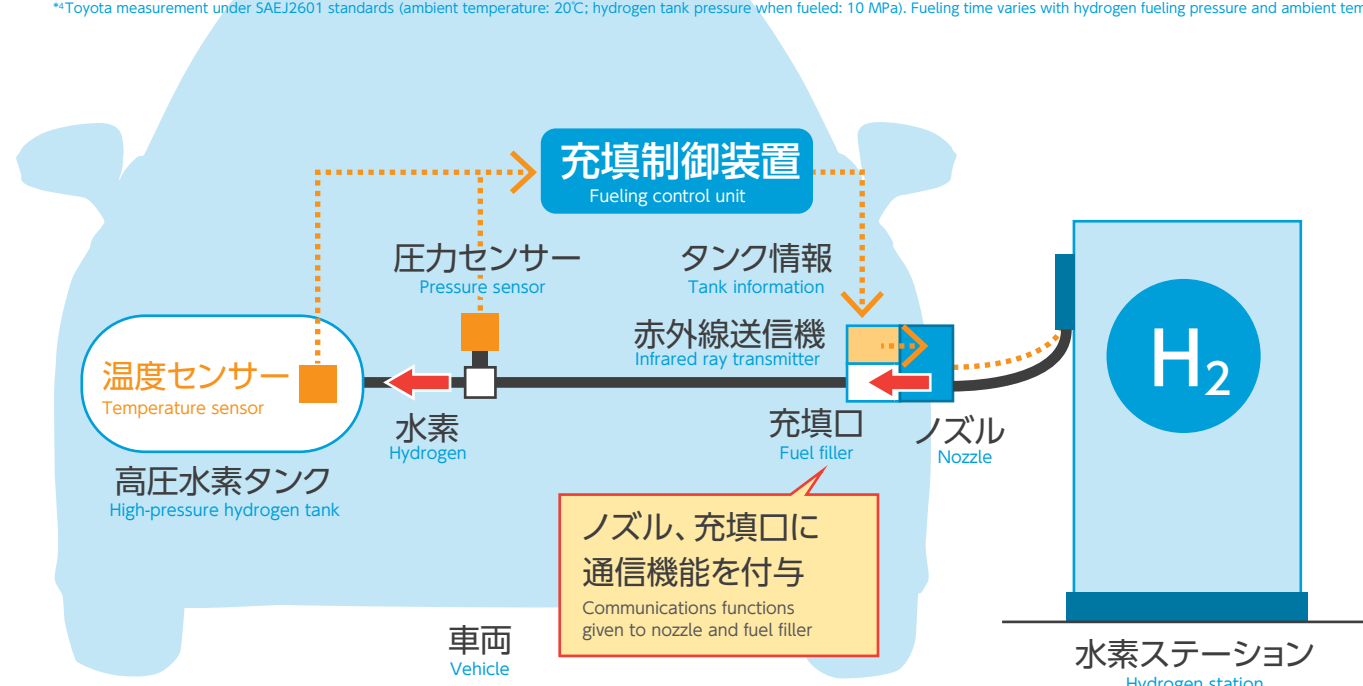 *4Toyota measurement under SAEJ2601 standards (ambient temperature: 20℃; hydrogen tank pressure when fueled: 10 MPa). Fueling time varies with hydrogen fueling pressure and ambient
充填制御装置
Fueling control unit
圧力センサー
Pressure sensor
タンク情報
Tank information
赤外線送信機
Infrared ray transmitter
温度センサー
Temperature sensor
水素
Hydrogen
充填口
Fuel filler
ノズル
Nozzle
高圧水素タンク
High-pressure hydrogen tank
ノズル、充填口に
通信機能を付与
Communications functions
given to nozzle and fuel filler
車両
Vehicle
H2
水素ステーション
Hydrogen station